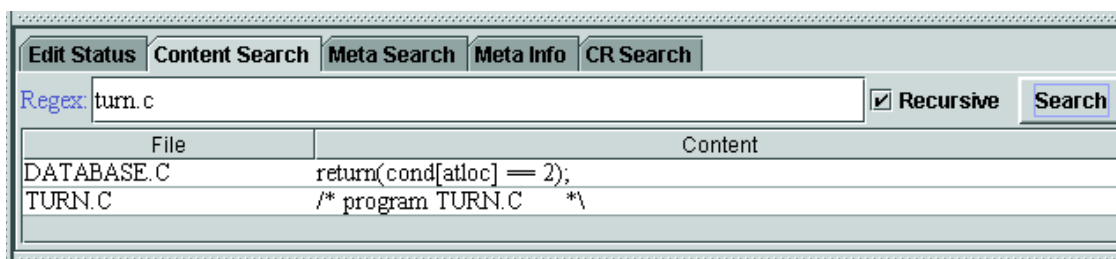 Edit Status Content Search Meta Search Meta Info CR Search
Regex: turn.c Recursive Search
File Content
DATABASE.C return(cond[atloc] == 2);
TURN.C /* program TURN.C *\